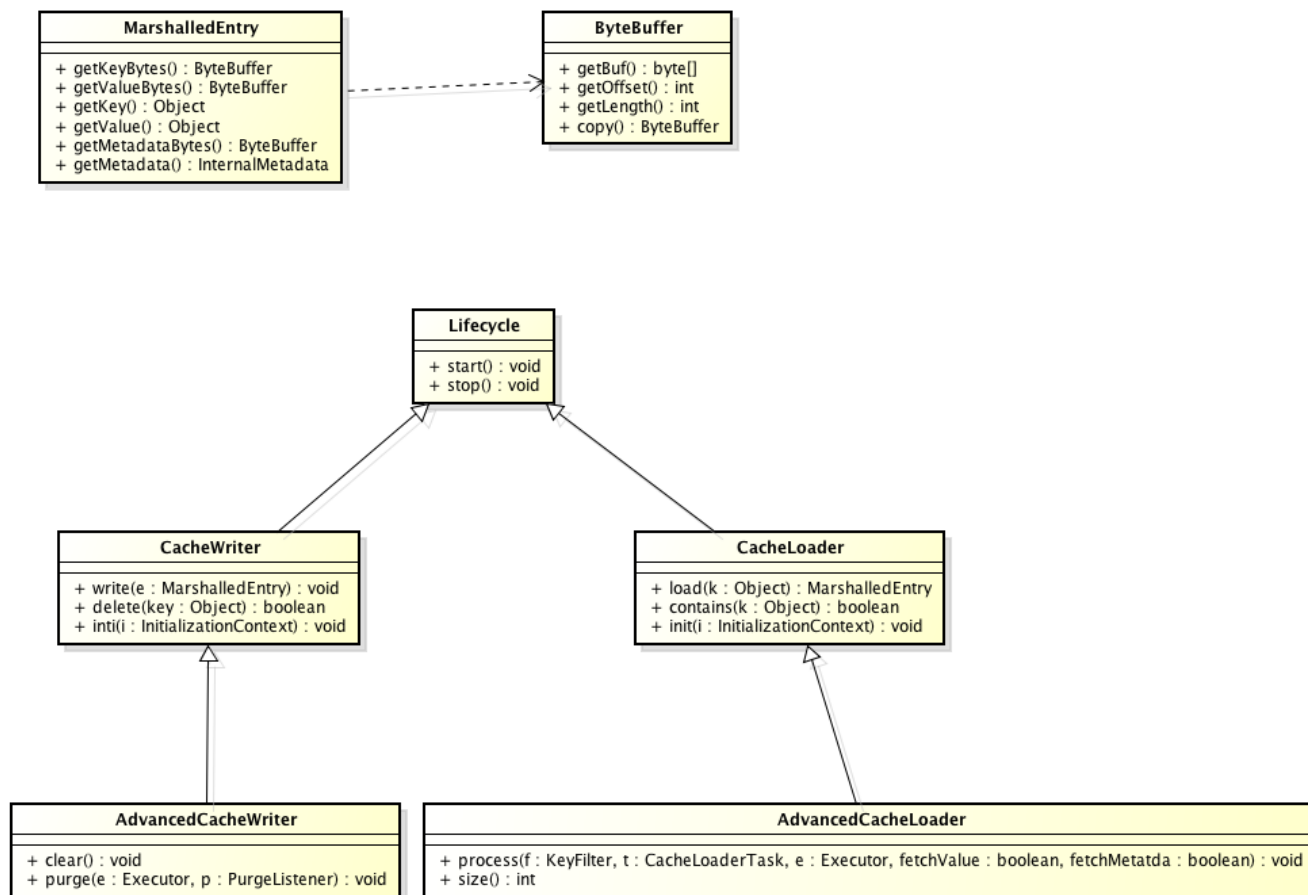 MarshalledEntry
+ getKeyBytes() : ByteBuffer
+ getValueBytes() : ByteBuffer
+ getKey() : Object
+ getValue() : Object
+ getMetadataBytes() : ByteBuffer
+ getMetadata() : InternalMetadata
ByteBuffer
+ getBuf() : byte[]
+ getOffset() : int
+ getLength() : int
+ copy() : ByteBuffer
Lifecycle
+ start() : void
+ stop() : void
CacheWriter
+ write(e : MarshalledEntry) : void
+ delete(key : Object) : boolean
+ inti(i : InitializationContext) : void
CacheLoader
+ load(k : Object) : MarshalledEntry
+ contains(k : Object) : boolean
+ init(i : InitializationContext) : void
AdvancedCacheWriter
+ clear() : void
+ purge(e : Executor, p : PurgeListener) : void
AdvancedCacheLoader
+ process(f : KeyFilter, t : CacheLoaderTask, e : Executor, fetchValue : boolean, fetchMetatda : boolean) : void
+ size() : int